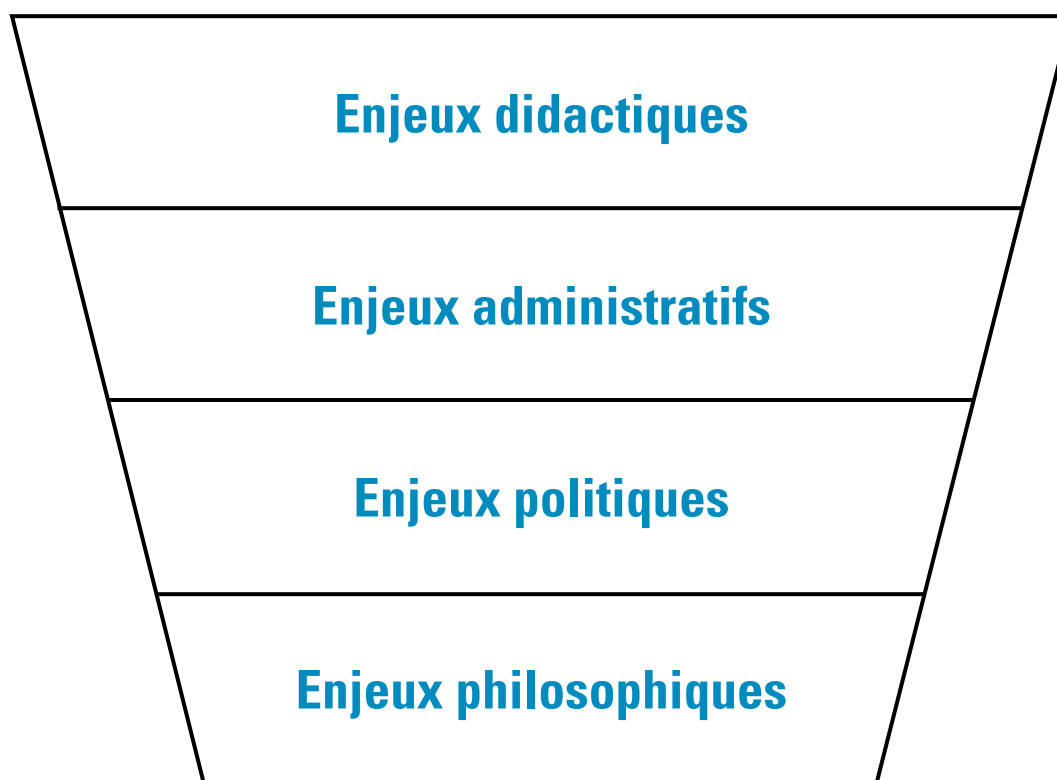 Enjeux didactiques
Enjeux administratifs
Enjeux politiques
Enjeux philosophiques